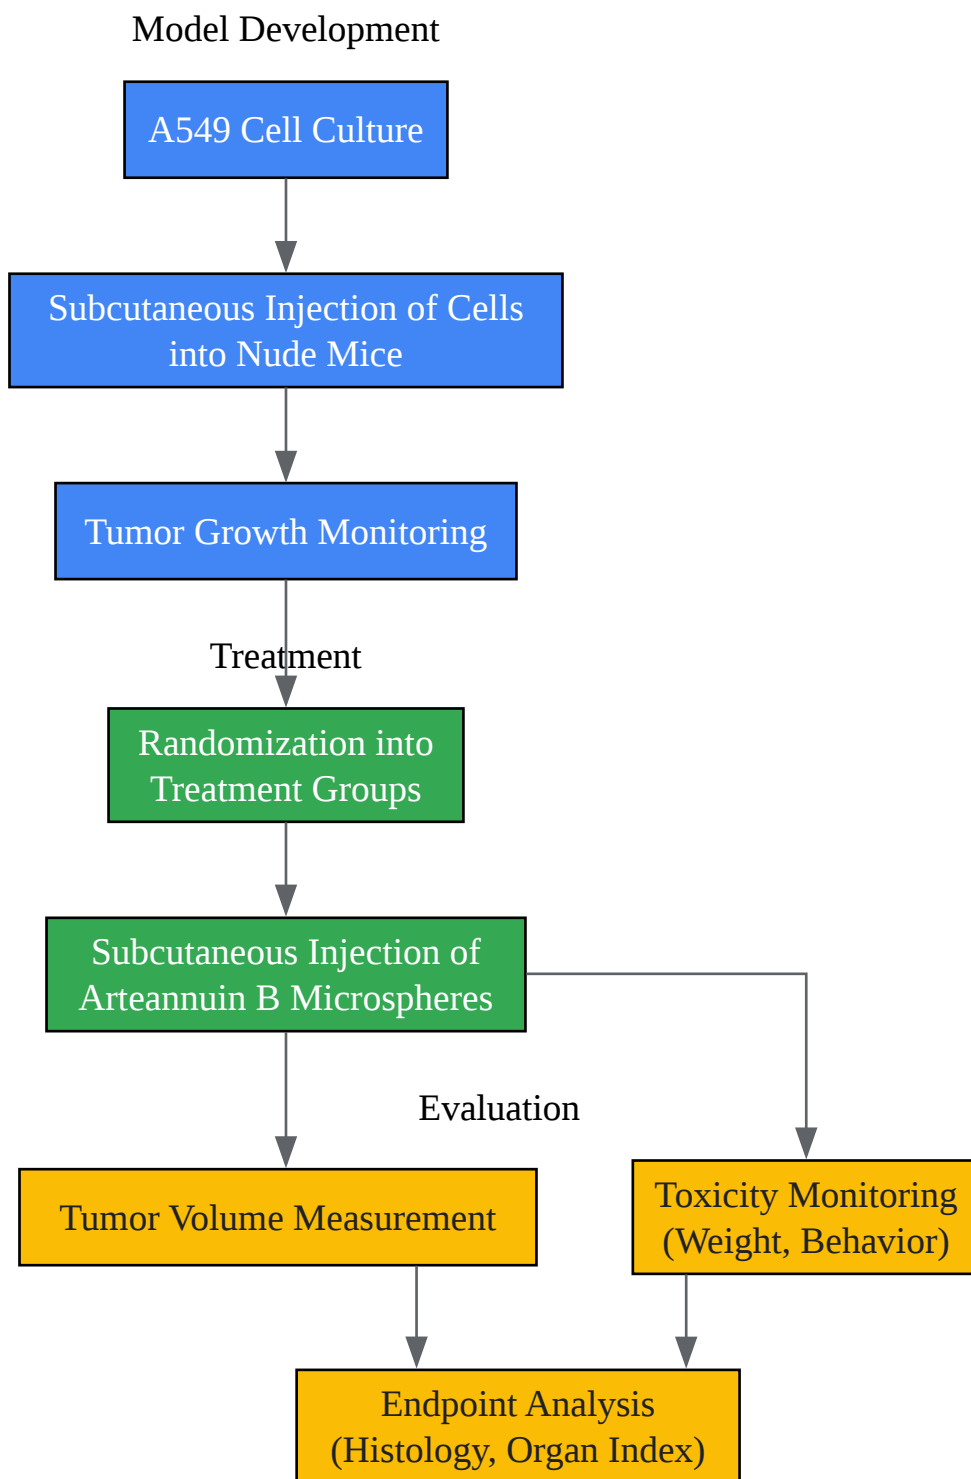 Model Development
A549 Cell Culture
Subcutaneous Injection of Cells
into Nude Mice
Tumor Growth Monitoring
Treatment
Randomization into
Treatment Groups
Subcutaneous Injection of
Arteannuin B Microspheres
Evaluation
Tumor Volume Measurement
Toxicity Monitoring
(Weight, Behavior)
Endpoint Analysis
(Histology, Organ Index)